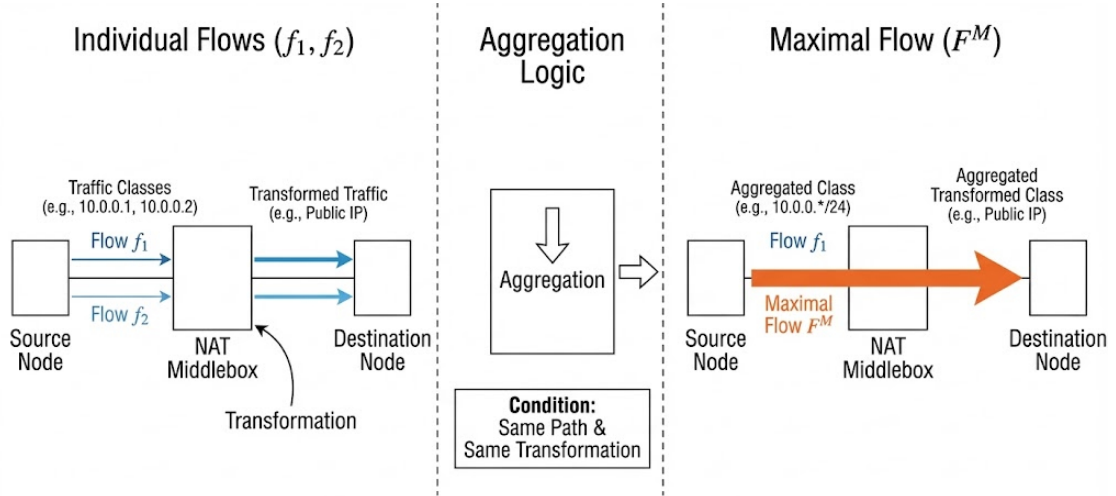 Individual Flows (f₁, f₂)
Traffic Classes
(e.g., 10.0.0.1, 10.0.0.2)
Transformed Traffic
(e.g., Public IP)
Flow f₁
Flow f₂
Source
Node
NAT
Middlebox
Destination
Node
Transformation
Aggregation
Logic
Aggregation
Condition:
Same Path &
Same Transformation
Maximal Flow (Fᴹ)
Aggregated Class
(e.g., 10.0.0.*/24)
Aggregated
Transformed Class
(e.g., Public IP)
Flow f₁
Maximal
Flow Fᴹ
Source
Node
NAT
Middlebox
Destination
Node